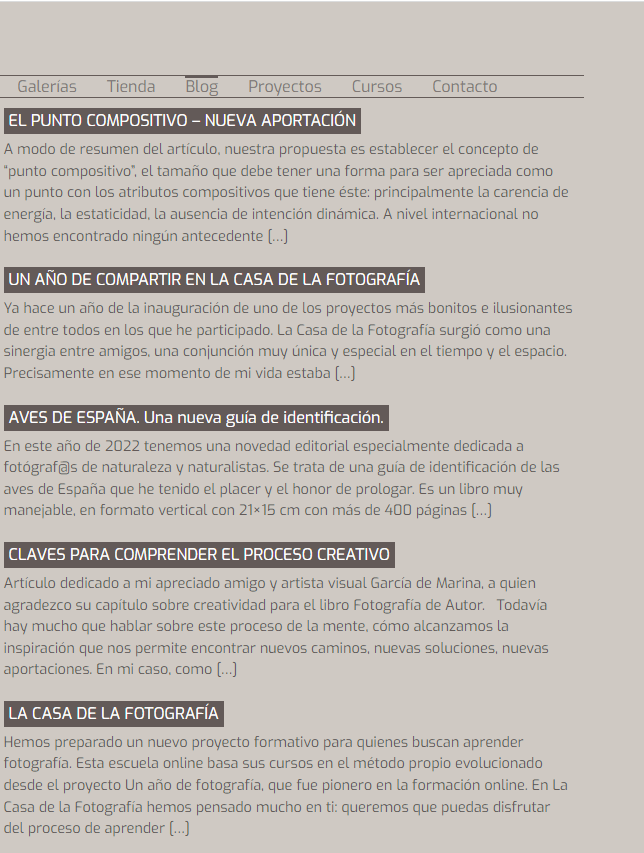 Galerías Tienda Blog Proyectos Cursos Contacto
EL PUNTO COMPOSITIVO – NUEVA APORTACIÓN
A modo de resumen del artículo, nuestra propuesta es establecer el concepto de
“punto compositivo”, el tamaño que debe tener una forma para ser apreciada como
un punto con los atributos compositivos que tiene éste: principalmente la carencia de
energía, la estaticidad, la ausencia de intención dinámica. A nivel internacional no
hemos encontrado ningún antecedente […]
UN AÑO DE COMPARTIR EN LA CASA DE LA FOTOGRAFÍA
Ya hace un año de la inauguración de uno de los proyectos más bonitos e ilusionantes
de entre todos en los que he participado. La Casa de la Fotografía surgió como una
sinergia entre amigos, una conjunción muy única y especial en el tiempo y el espacio.
Precisamente en ese momento de mi vida estaba […]
AVES DE ESPAÑA. Una nueva guía de identificación.
En este año de 2022 tenemos una novedad editorial especialmente dedicada a
fotógraf@s de naturaleza y naturalistas. Se trata de una guía de identificación de las
aves de España que he tenido el placer y el honor de prologar. Es un libro muy
manejable, en formato vertical con 21×15 cm con más de 400 páginas […]
CLAVES PARA COMPRENDER EL PROCESO CREATIVO
Artículo dedicado a mi apreciado amigo y artista visual García de Marina, a quien
agradezco su capítulo sobre creatividad para el libro Fotografía de Autor. Todavía
hay mucho que hablar sobre este proceso de la mente, cómo alcanzamos la
inspiración que nos permite encontrar nuevos caminos, nuevas soluciones, nuevas
aportaciones. En mi caso, como […]
LA CASA DE LA FOTOGRAFÍA
Hemos preparado un nuevo proyecto formativo para quienes buscan aprender
fotografía. Esta escuela online basa sus cursos en el método propio evolucionado
desde el proyecto Un año de fotografía, que fue pionero en la formación online. En La
Casa de la Fotografía hemos pensado mucho en ti: queremos que puedas disfrutar
del proceso de aprender […]